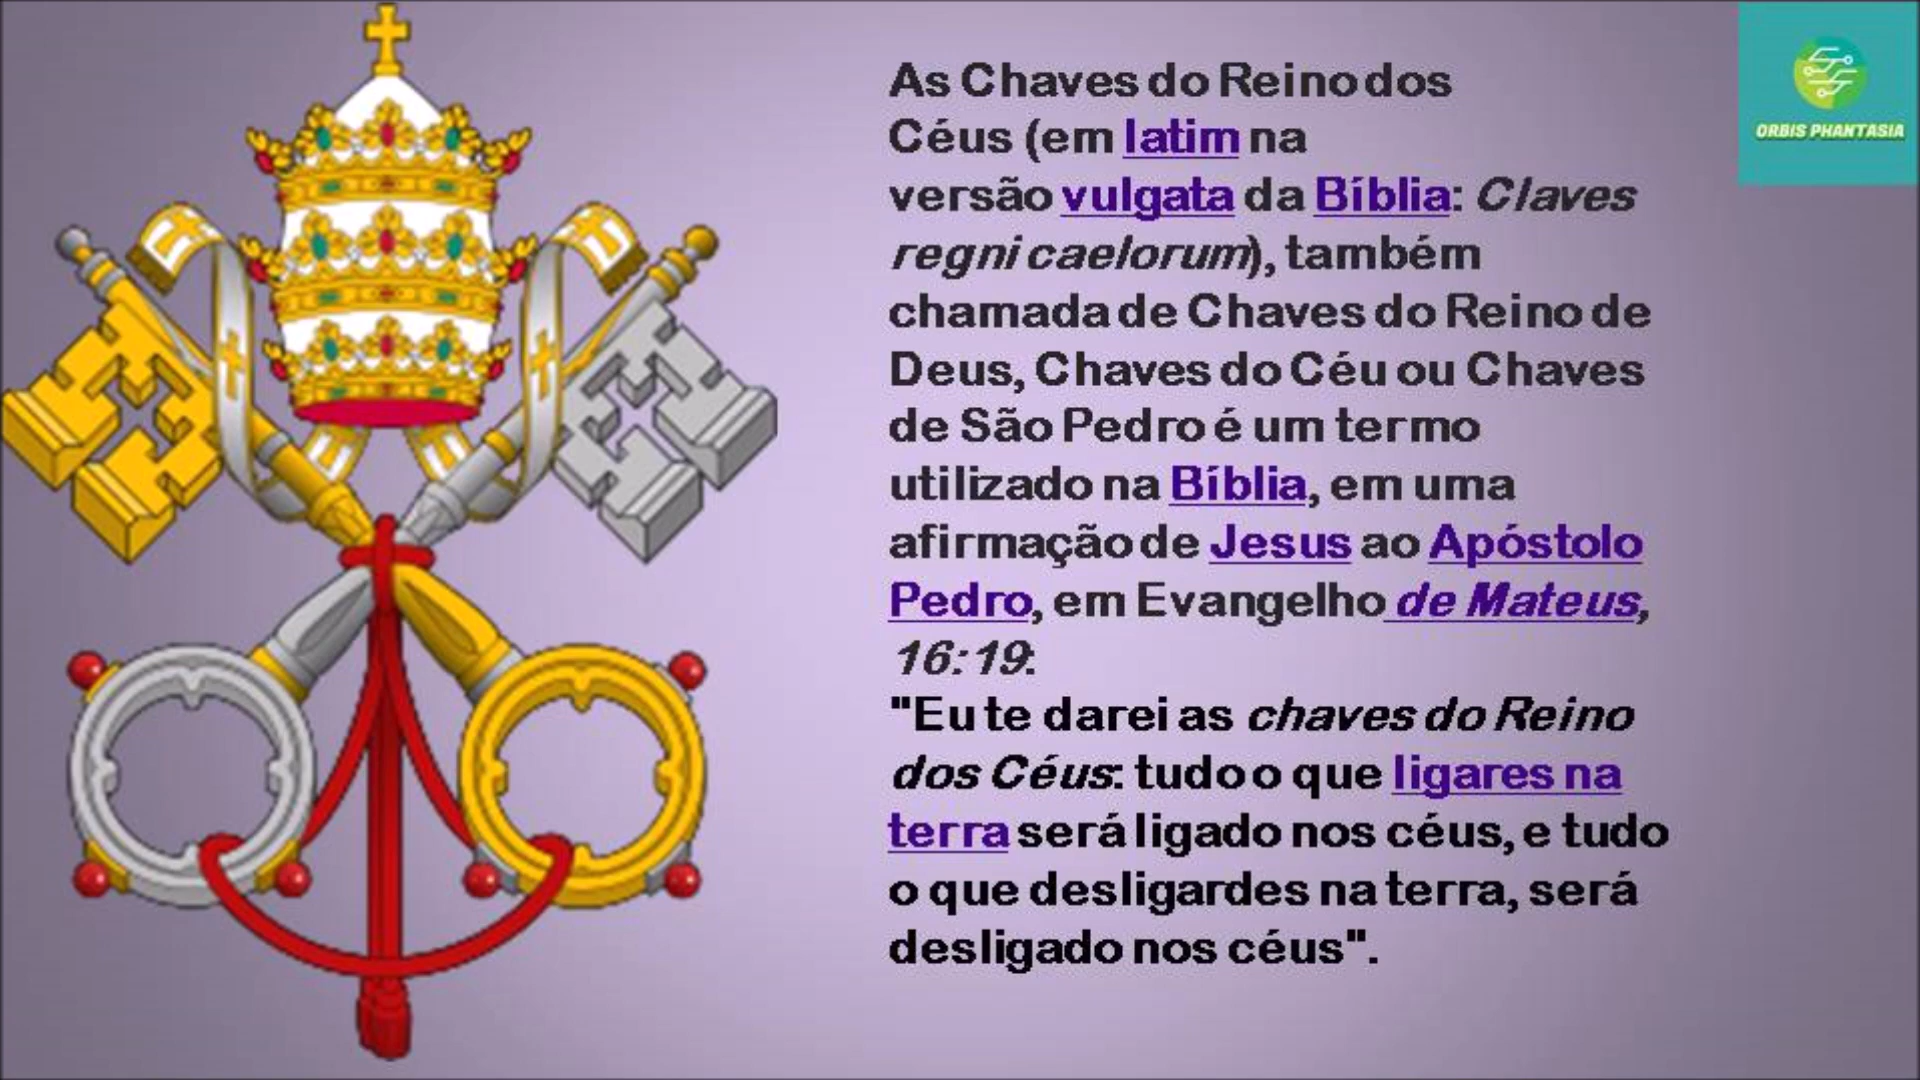 As Chaves do Reino dos
Céus (em latim na
versão vulgata da Bíblia: Claves
regni caelorum), também
chamada de Chaves do Reino de
Deus, Chaves do Céu ou Chaves
de São Pedro é um termo
utilizado na Bíblia, em uma
afirmação de Jesus ao Apóstolo
Pedro, em Evangelho de Mateus,
16:19:
"Eu te darei as chaves do Reino
dos Céus: tudo o que ligares na
terra será ligado nos céus, e tudo
o que desligardes na terra, será
desligado nos céus".
ORBIS PHANTASIA